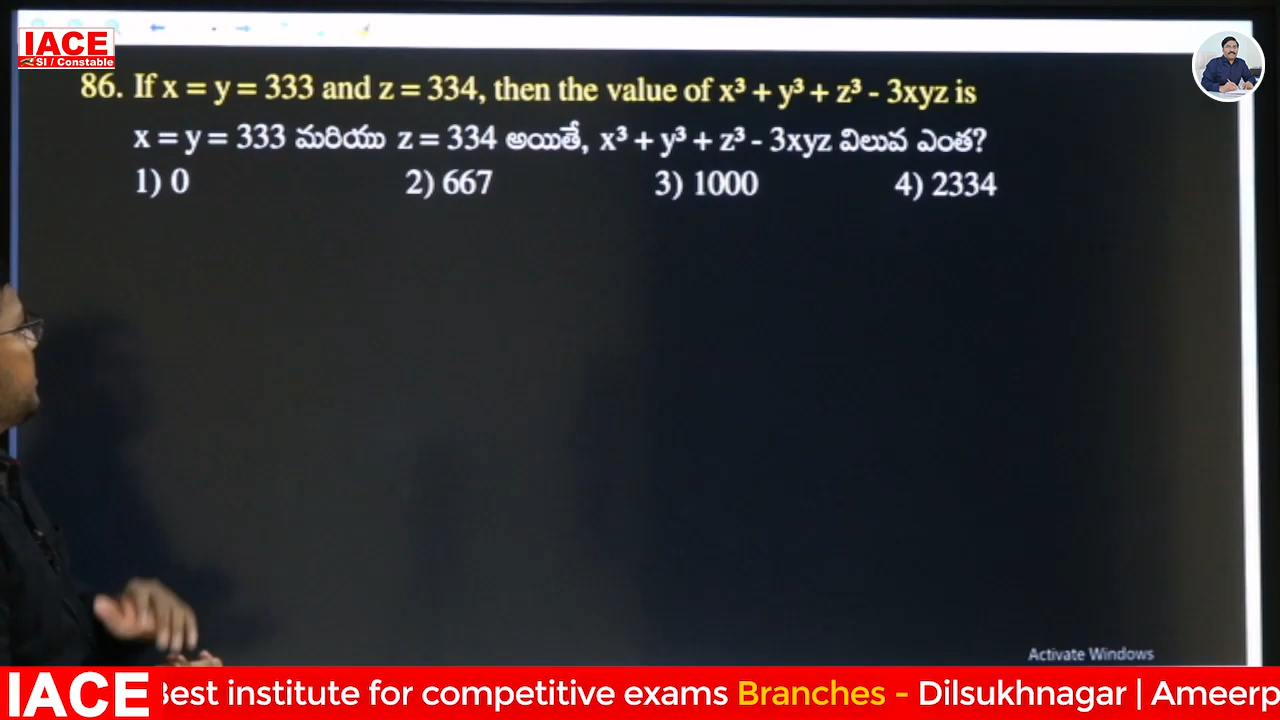 IACE
SI / Constable
86. If x = y = 333 and z = 334, then the value of x³ + y³ + z³ - 3xyz is
x = y = 333 మరియు z = 334 అయితే, x³ + y³ + z³ - 3xyz విలువ ఎంత?
1) 0 2) 667 3) 1000 4) 2334
Activate Windows
IACE Best institute for competitive exams Branches - Dilsukhnagar | Ameerp